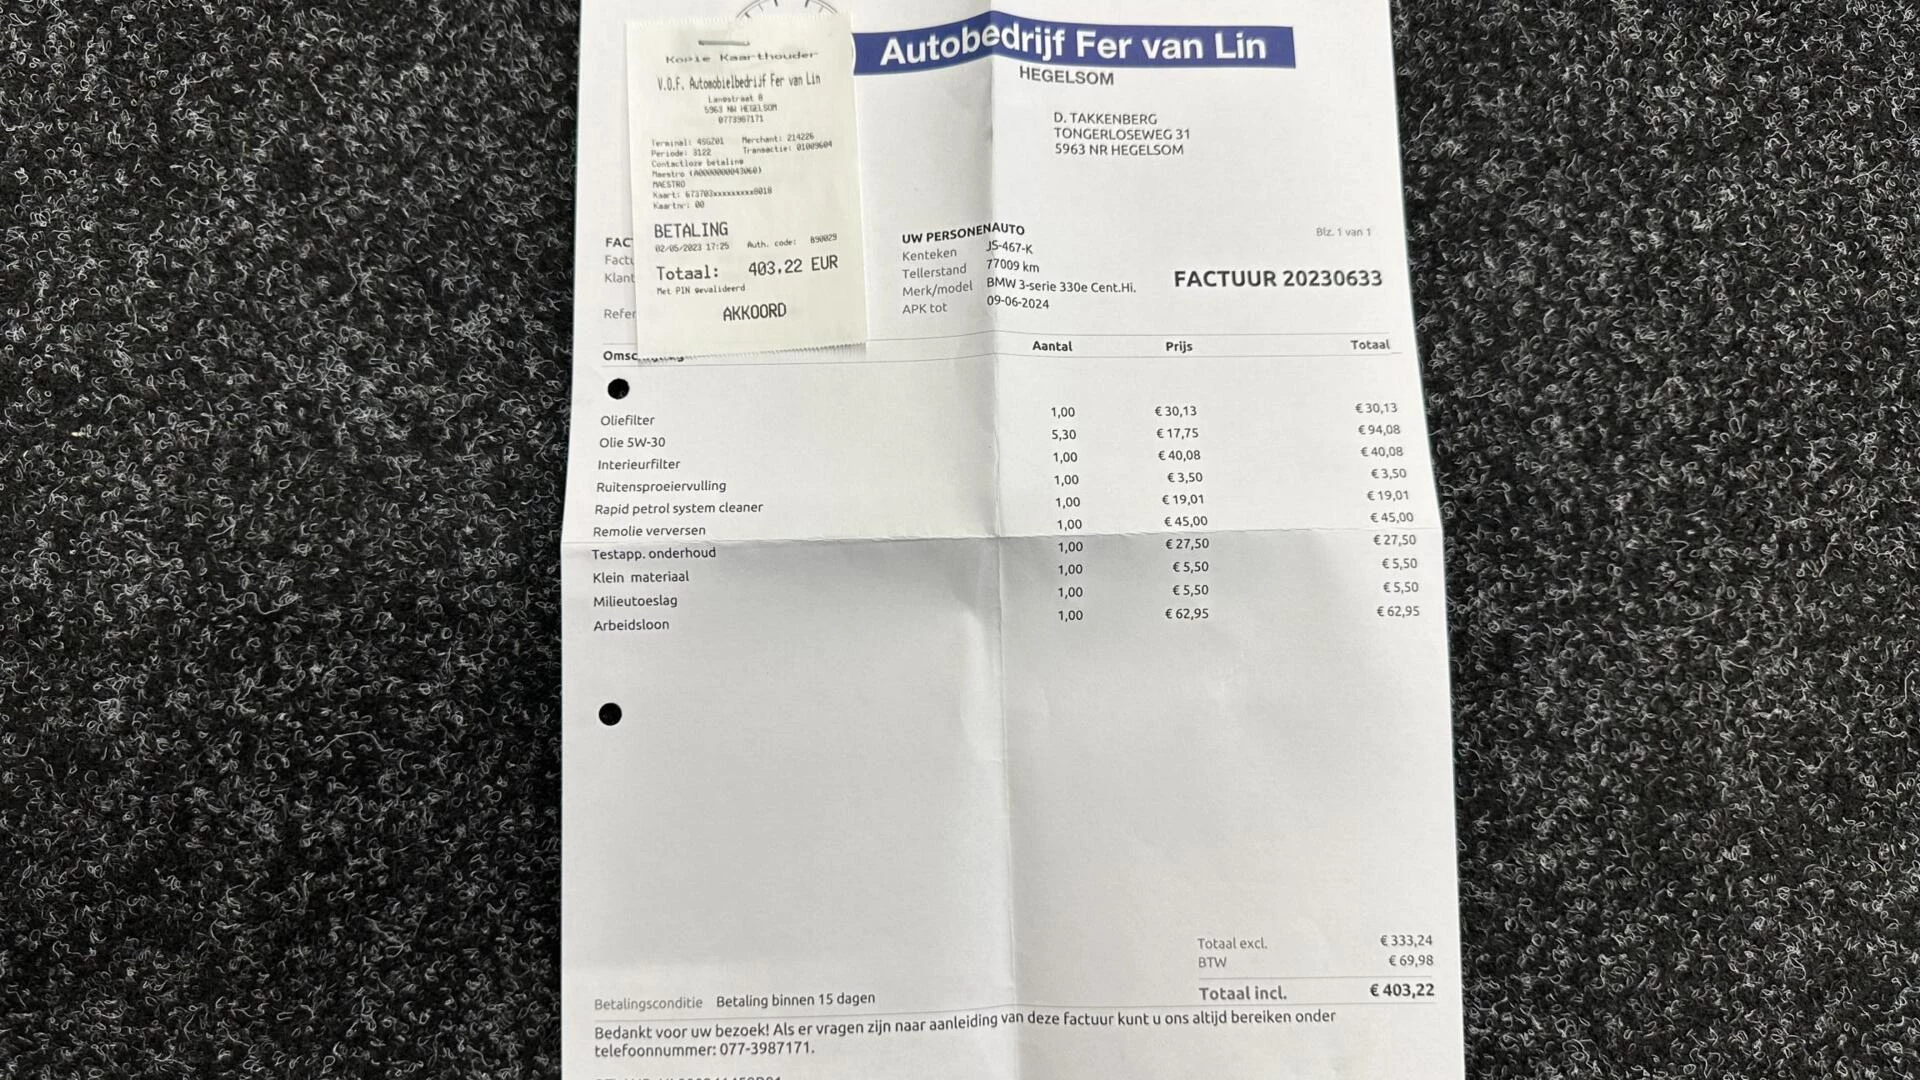 Kopie Kaarthouder
V.O.F. Automobielbedrijf Fer van Lin
Langstraat 8
5963 NW HEGELSOM
0773987171
Terminal: 4SGZ01 Merchant: 214226
Periode: 3122 Transactie: 01009604
Contactloze betaling
Maestro (A0000000043060)
MAESTRO
Kaart: 673703xxxxxxxxx8018
Kaartnr: 00
BETALING
02/05/2023 17:25 Auth. code: B90029
Totaal: 403,22 EUR
Met PIN gevalideerd
AKKOORD
Autobedrijf Fer van Lin
HEGELSOM
D. TAKKENBERG
TONGERLOSEWEG 31
5963 NR HEGELSOM
UW PERSONENAUTO
Kenteken JS-467-K
Tellerstand 77009 km
Merk/model BMW 3-serie 330e Cent.Hi.
APK tot 09-06-2024
Blz. 1 van 1
FACTUUR 20230633
Aantal Prijs Totaal
Oliefilter 1,00 € 30,13 € 30,13
Olie 5W-30 5,30 € 17,75 € 94,08
Interieurfilter 1,00 € 40,08 € 40,08
Ruitensproeiervulling 1,00 € 3,50 € 3,50
Rapid petrol system cleaner 1,00 € 19,01 € 19,01
Remolie verversen 1,00 € 45,00 € 45,00
Testapp. onderhoud 1,00 € 27,50 € 27,50
Klein materiaal 1,00 € 5,50 € 5,50
Milieutoeslag 1,00 € 5,50 € 5,50
Arbeidsloon 1,00 € 62,95 € 62,95
Totaal excl. € 333,24
BTW € 69,98
Totaal incl. € 403,22
Betalingsconditie Betaling binnen 15 dagen
Bedankt voor uw bezoek! Als er vragen zijn naar aanleiding van deze factuur kunt u ons altijd bereiken onder
telefoonnummer: 077-3987171.